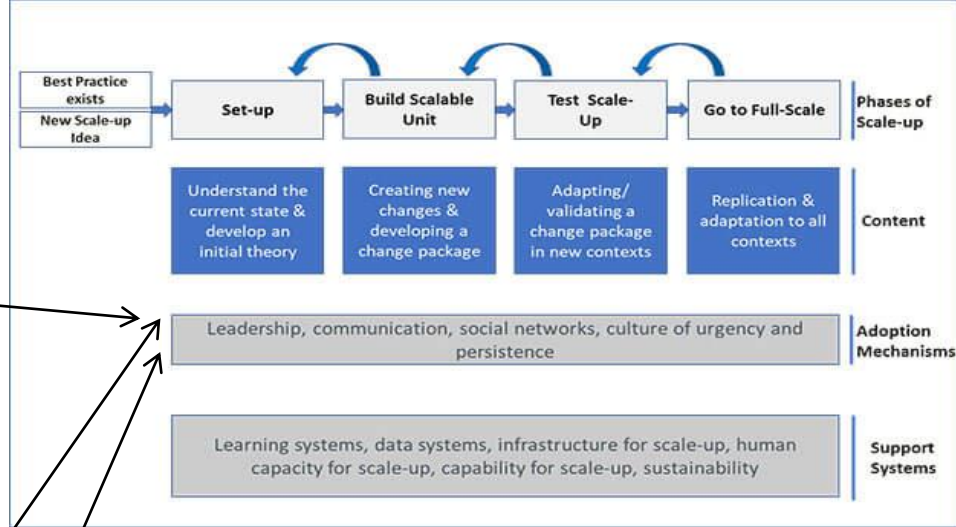 Best Practice
exists
New Scale-up
Idea
Set-up
Build Scalable
Unit
Test Scale-
Up
Go to Full-Scale
Phases of
Scale-up
Understand the
current state &
develop an
initial theory
Creating new
changes &
developing a
change package
Adapting/
validating a
change package
in new contexts
Replication &
adaptation to all
contexts
Content
Leadership, communication, social networks, culture of urgency and
persistence
Adoption
Mechanisms
Learning systems, data systems, infrastructure for scale-up, human
capacity for scale-up, capability for scale-up, sustainability
Support
Systems